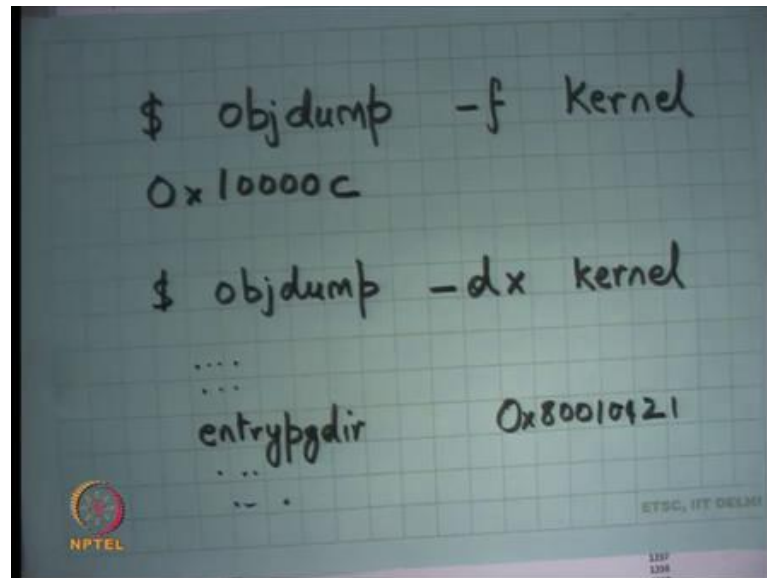 $ objdump -f Kernel
0x10000C
$ objdump -dx kernel
....
...
entrypgdir 0x80010421
...
...
NPTEL
ETSC, IIT DELHI